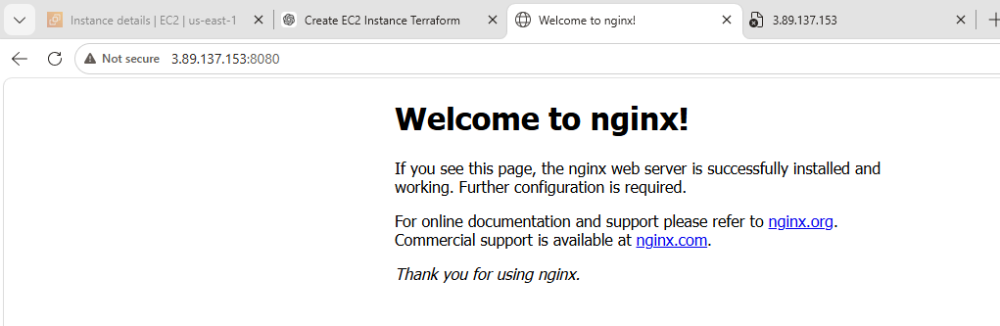 Instance details | EC2 | us-east-1
Create EC2 Instance Terraform
Welcome to nginx!
3.89.137.153
Not secure
3.89.137.153:8080
Welcome to nginx!
If you see this page, the nginx web server is successfully installed and
working. Further configuration is required.
For online documentation and support please refer to nginx.org.
Commercial support is available at nginx.com.
Thank you for using nginx.